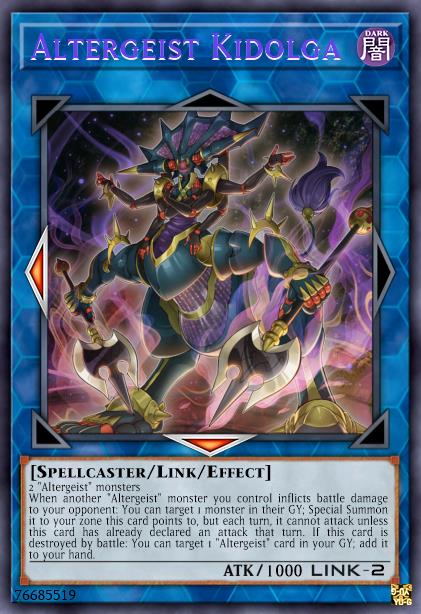 ALTERGEIST KIDOLGA
DARK
闇
[SPELLCASTER/LINK/EFFECT]
2 "Altergeist" monsters
When another "Altergeist" monster you control inflicts battle damage
to your opponent: You can target 1 monster in their GY; Special Summon
it to your zone this card points to, but each turn, it cannot attack unless
this card has already declared an attack that turn. If this card is
destroyed by battle: You can target 1 "Altergeist" card in your GY; add it
to your hand.
ATK/1000 LINK-2
76685519